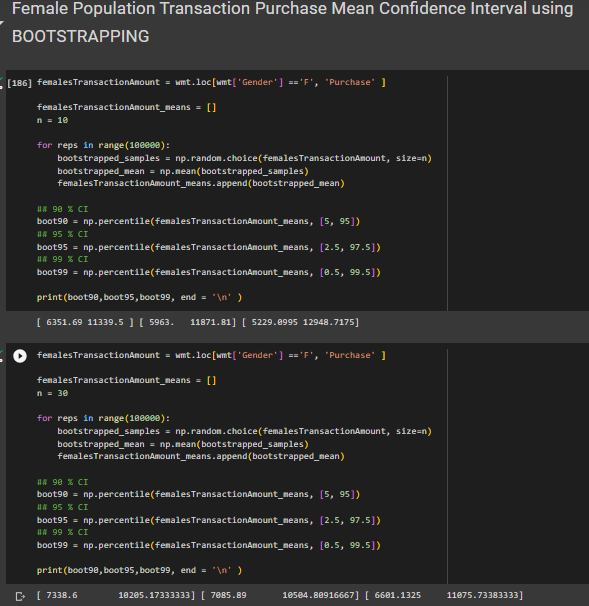 Female Population Transaction Purchase Mean Confidence Interval using
BOOTSTRAPPING
[186] femalesTransactionAmount = wmt.loc[wmt['Gender'] =='F', 'Purchase' ]
femalesTransactionAmount_means = []
n = 10
for reps in range(100000):
bootstrapped_samples = np.random.choice(femalesTransactionAmount, size=n)
bootstrapped_mean = np.mean(bootstrapped_samples)
femalesTransactionAmount_means.append(bootstrapped_mean)
## 90 % CI
boot90 = np.percentile(femalesTransactionAmount_means, [5, 95])
## 95 % CI
boot95 = np.percentile(femalesTransactionAmount_means, [2.5, 97.5])
## 99 % CI
boot99 = np.percentile(femalesTransactionAmount_means, [0.5, 99.5])
print(boot90,boot95,boot99, end = '\n' )
[ 6351.69 11339.5 ] [ 5963.   11871.81] [ 5229.0995 12948.7175]
femalesTransactionAmount = wmt.loc[wmt['Gender'] =='F', 'Purchase' ]
femalesTransactionAmount_means = []
n = 30
for reps in range(100000):
bootstrapped_samples = np.random.choice(femalesTransactionAmount, size=n)
bootstrapped_mean = np.mean(bootstrapped_samples)
femalesTransactionAmount_means.append(bootstrapped_mean)
## 90 % CI
boot90 = np.percentile(femalesTransactionAmount_means, [5, 95])
## 95 % CI
boot95 = np.percentile(femalesTransactionAmount_means, [2.5, 97.5])
## 99 % CI
boot99 = np.percentile(femalesTransactionAmount_means, [0.5, 99.5])
print(boot90,boot95,boot99, end = '\n' )
[ 7338.6        10205.17333333] [ 7085.89       10504.80916667] [ 6601.1325     11075.73383333]